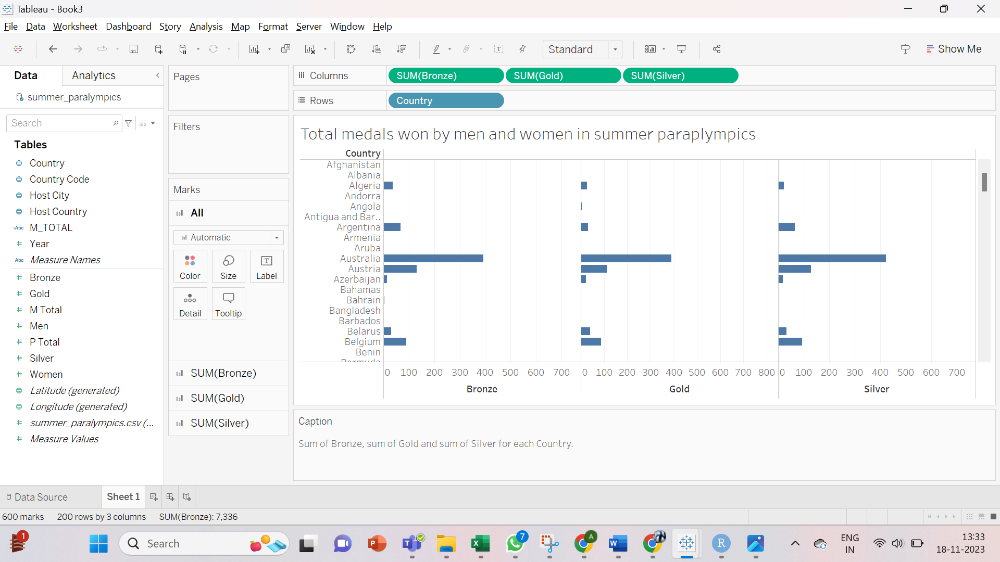 Tableau - Book3
File Data Worksheet Dashboard Story Analysis Map Format Server Window Help
Standard
Show Me
Data
Analytics
summer_paralympics
Search
Tables
Country
Country Code
Host City
Host Country
=Abc M_TOTAL
# Year
Abc Measure Names
# Bronze
# Gold
# M Total
# Men
# P Total
# Silver
# Women
Latitude (generated)
Longitude (generated)
# summer_paralympics.csv (...
# Measure Values
Pages
Filters
Marks
All
Automatic
Color Size Label
Detail Tooltip
SUM(Bronze)
SUM(Gold)
SUM(Silver)
Columns SUM(Bronze) SUM(Gold) SUM(Silver)
Rows Country
Total medals won by men and women in summer paraplympics
Country
Afghanistan
Albania
Algeria
Andorra
Angola
Antigua and Bar..
Argentina
Armenia
Aruba
Australia
Austria
Azerbaijan
Bahamas
Bahrain
Bangladesh
Barbados
Belarus
Belgium
Benin
Bermuda
0 100 200 300 400 500 600 700 0 100 200 300 400 500 600 700 800 0 100 200 300 400 500 600 700
Bronze Gold Silver
Caption
Sum of Bronze, sum of Gold and sum of Silver for each Country.
Data Source Sheet 1
600 marks 200 rows by 3 columns SUM(Bronze): 7,336
1
Search
7
A
ENG
IN
13:33
18-11-2023